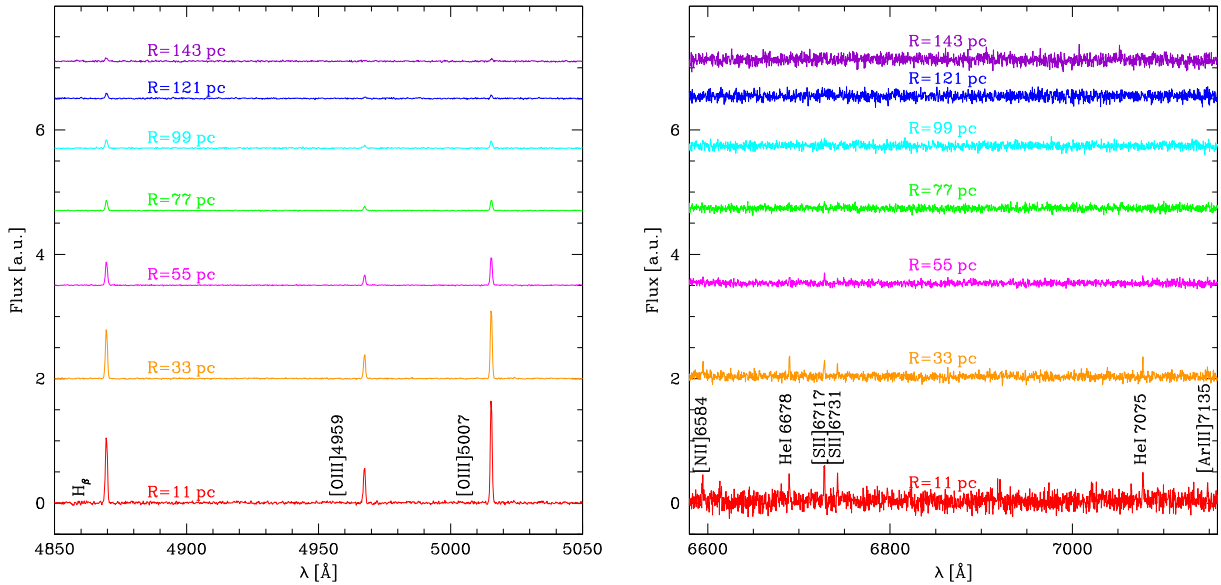 R=143 pc
R=121 pc
R=99 pc
R=77 pc
R=55 pc
R=33 pc
R=11 pc
Hβ
[OIII]4959
[OIII]5007
0
2
4
6
Flux [a.u.]
4850
4900
4950
5000
5050
λ [Å]
R=143 pc
R=121 pc
R=99 pc
R=77 pc
R=55 pc
R=33 pc
R=11 pc
[NII]6584
HeI 6678
[SII]6717
[SII]6731
HeI 7075
[ArIII]7135
0
2
4
6
Flux [a.u.]
6600
6800
7000
λ [Å]